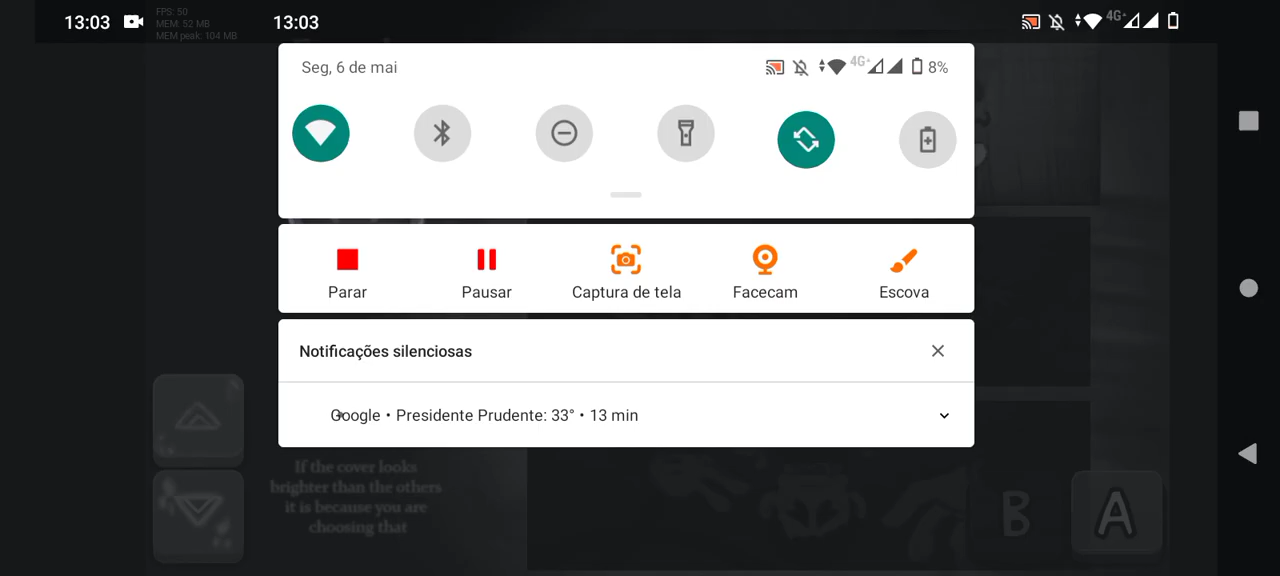 13:03
FPS: 50
MEM: 52 MB
MEM peak: 104 MB
13:03
4G+
Seg, 6 de mai
4G+
8%
Parar
Pausar
Captura de tela
Facecam
Escova
Notificações silenciosas
Google • Presidente Prudente: 33° • 13 min
If the cover looks
brighter than the others
it is because you are
choosing that
B
A